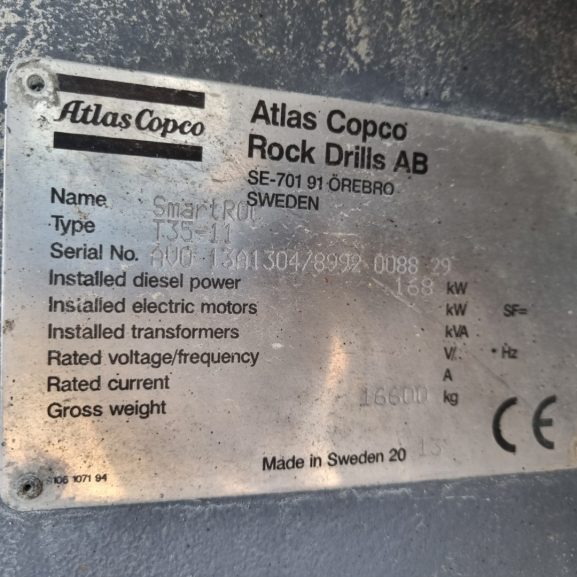 Atlas Copco
Atlas Copco
Rock Drills AB
SE-701 91 ÖREBRO
SWEDEN
Name SmartROC
Type T35-11
Serial No. AVO 13A1304/8992 0088 29
Installed diesel power 168 kW
Installed electric motors kW SF=
Installed transformers kVA
Rated voltage/frequency V/ Hz
Rated current A
Gross weight 16600 kg
CE
Made in Sweden 20 13
106 1071 94